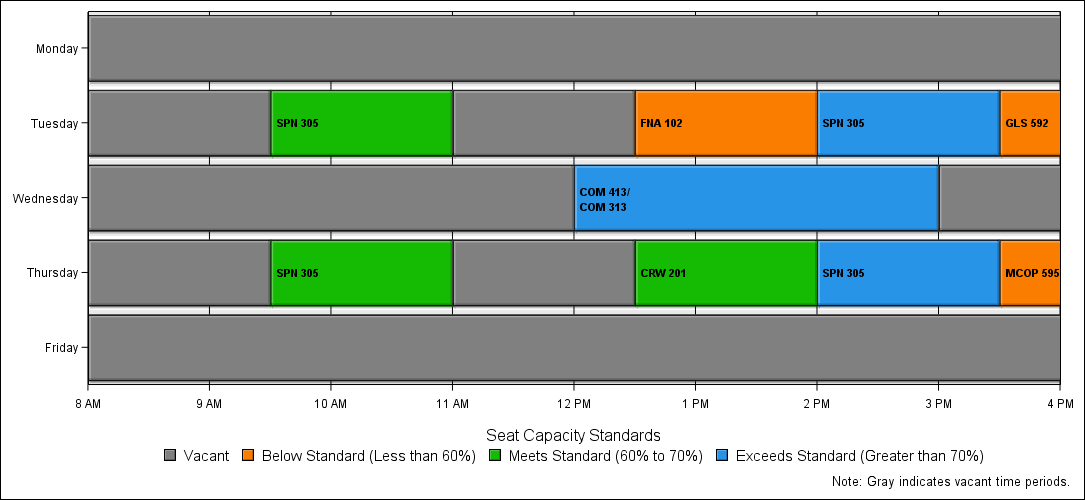 Monday
Tuesday
SPN 305
FNA 102
SPN 305
GLS 592
Wednesday
COM 413/
COM 313
Thursday
SPN 305
CRW 201
SPN 305
MCOP 595
Friday
8 AM
9 AM
10 AM
11 AM
12 PM
1 PM
2 PM
3 PM
4 PM
Seat Capacity Standards
Vacant
Below Standard (Less than 60%)
Meets Standard (60% to 70%)
Exceeds Standard (Greater than 70%)
Note: Gray indicates vacant time periods.